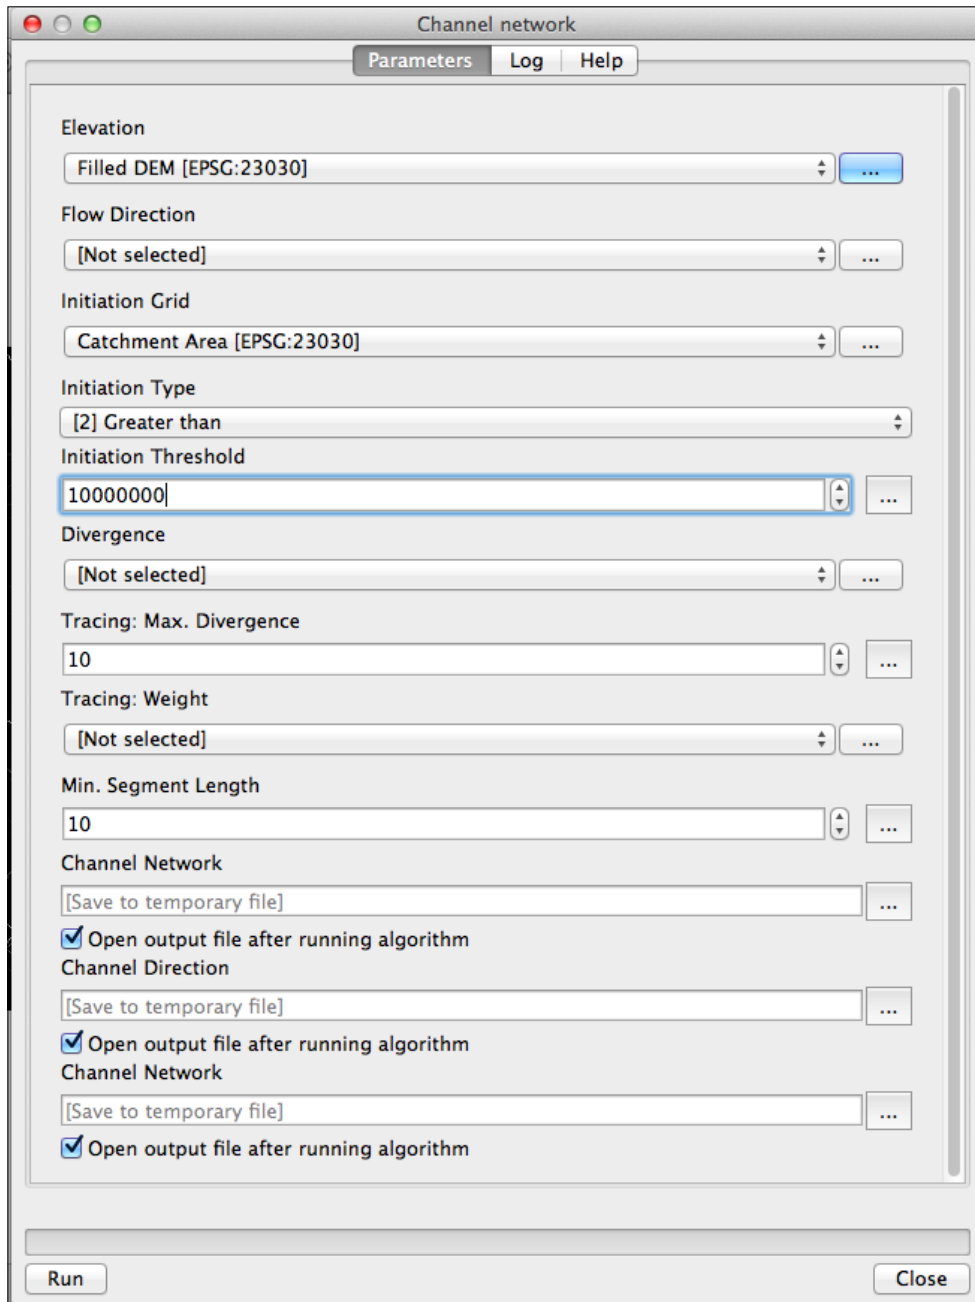 Channel network
Parameters Log Help
Elevation
Filled DEM [EPSG:23030] ...
Flow Direction
[Not selected] ...
Initiation Grid
Catchment Area [EPSG:23030] ...
Initiation Type
[2] Greater than
Initiation Threshold
10000000 ...
Divergence
[Not selected] ...
Tracing: Max. Divergence
10 ...
Tracing: Weight
[Not selected] ...
Min. Segment Length
10 ...
Channel Network
[Save to temporary file] ...
Open output file after running algorithm
Channel Direction
[Save to temporary file] ...
Open output file after running algorithm
Channel Network
[Save to temporary file] ...
Open output file after running algorithm
Run Close